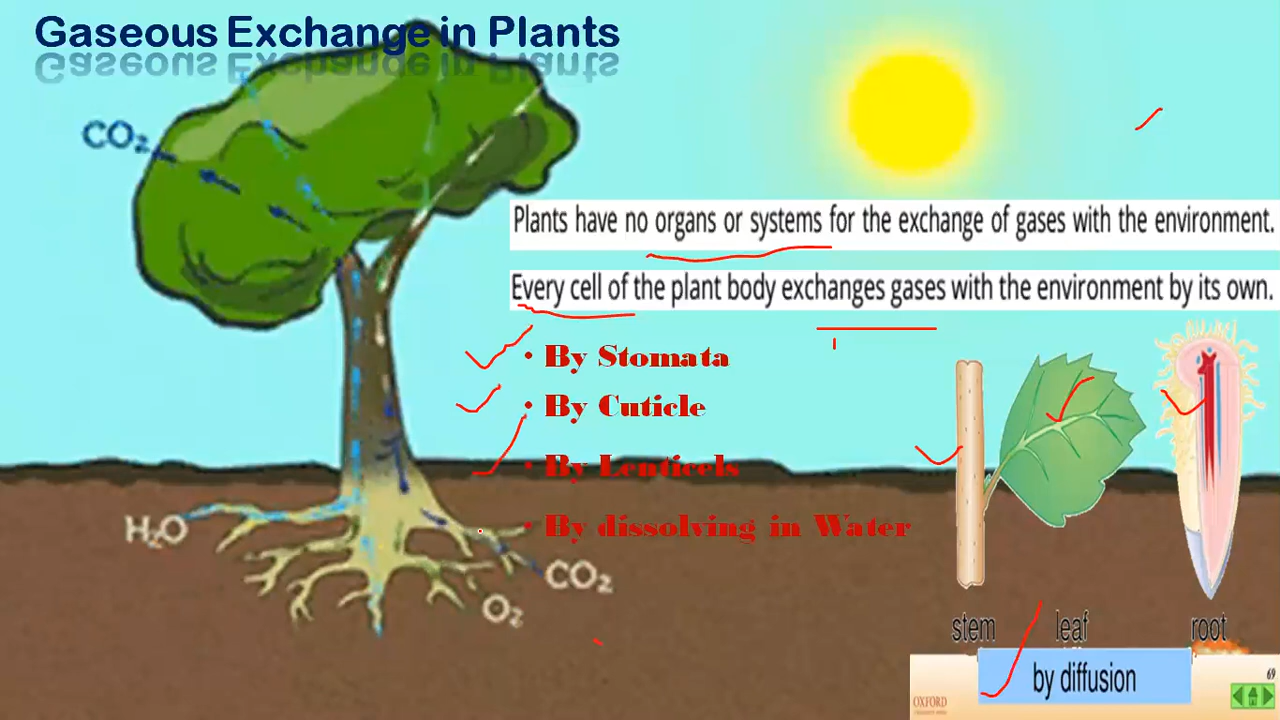 Gaseous Exchange in Plants
CO₂
Plants have no organs or systems for the exchange of gases with the environment.
Every cell of the plant body exchanges gases with the environment by its own.
• By Stomata
• By Cuticle
• By Lenticels
• By dissolving in Water
H₂O
CO₂
O₂
stem leaf root
by diffusion
OXFORD
69